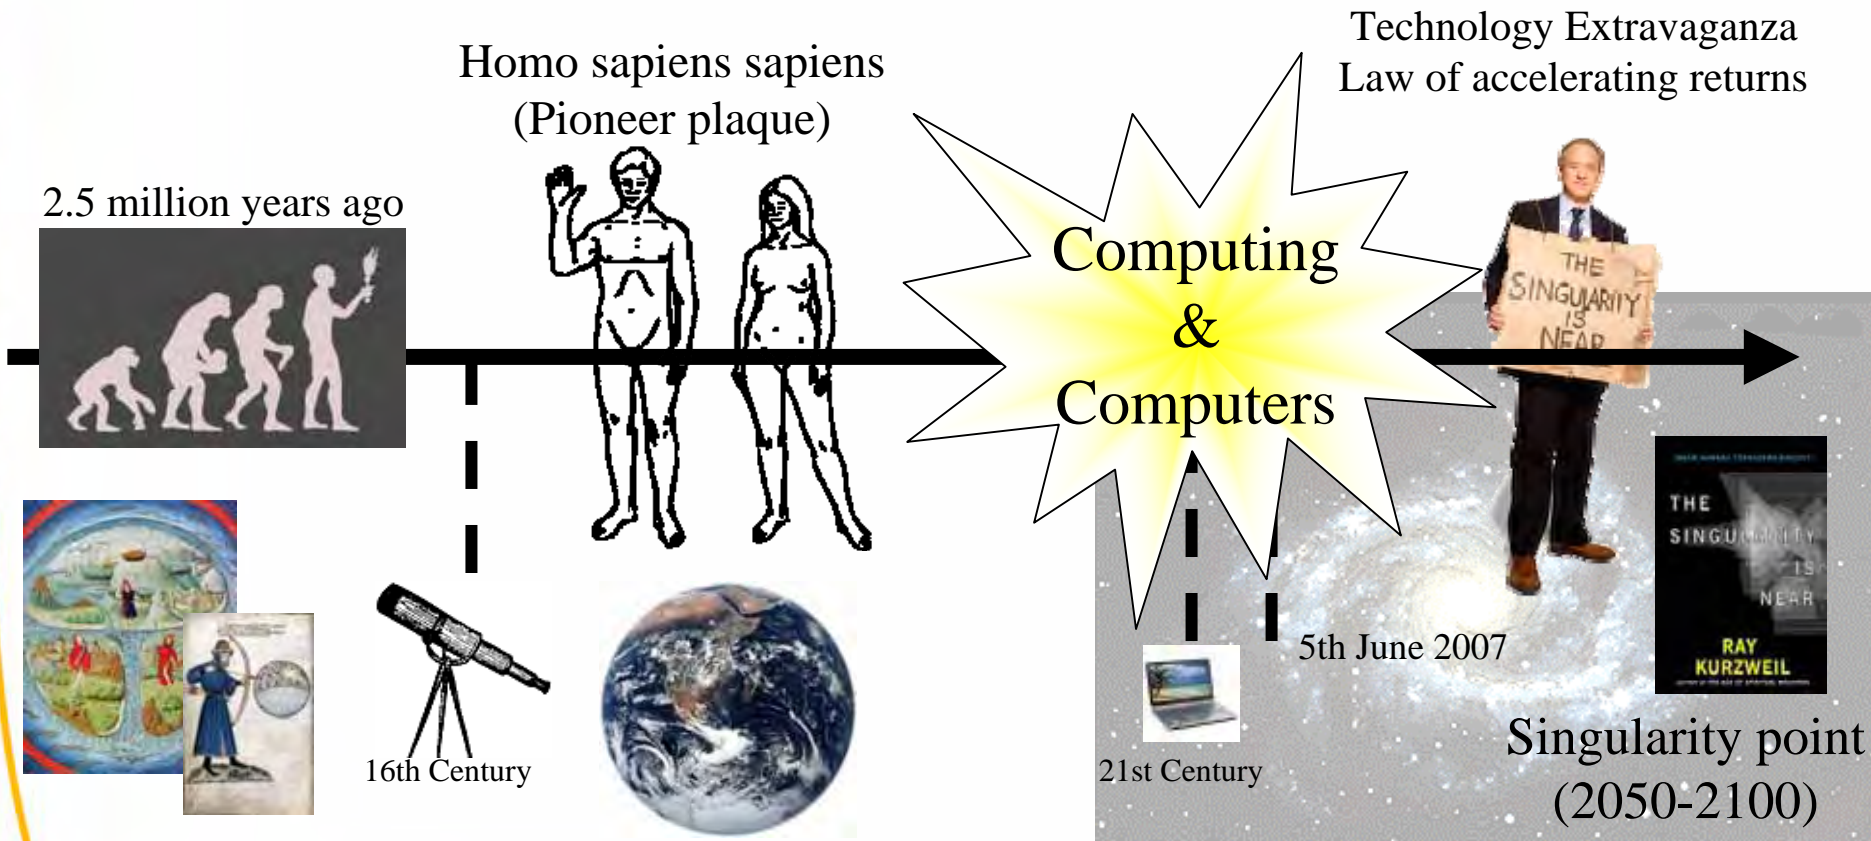 Technology Extravaganza
Law of accelerating returns
Homo sapiens sapiens
(Pioneer plaque)
2.5 million years ago
Computing
&
Computers
THE
SINGULARITY
IS
NEAR
THE
SINGULARITY
IS
NEAR
RAY
KURZWEIL
5th June 2007
16th Century
21st Century
Singularity point
(2050-2100)